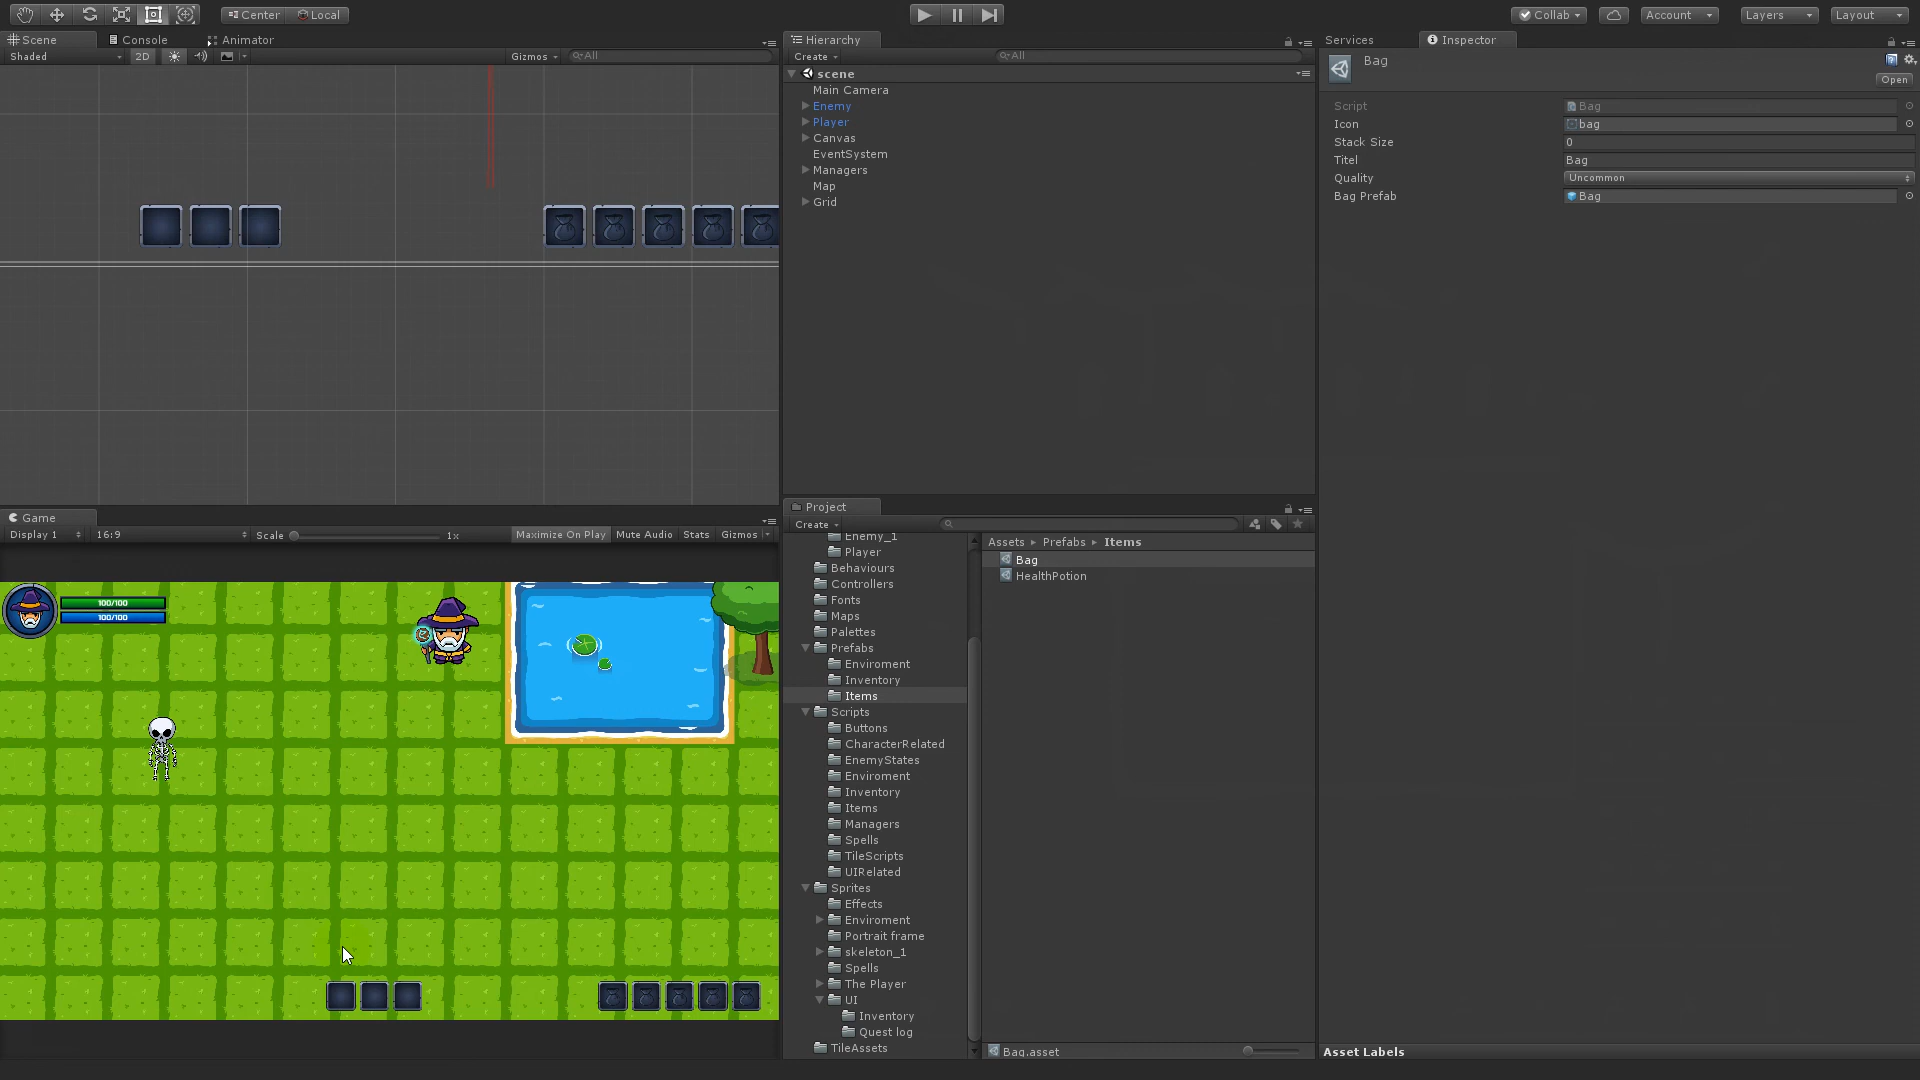 Center Local Collab Account Layers Layout
Scene Console Animator
Shaded 2D Gizmos All
Hierarchy
Create All
scene
Main Camera
Enemy
Player
Canvas
EventSystem
Managers
Map
Grid
Services Inspector
Bag
Open
Script Bag
Icon bag
Stack Size 0
Titel Bag
Quality Uncommon
Bag Prefab Bag
Game
Display 1 16:9 Scale 1x Maximize On Play Mute Audio Stats Gizmos
100/100
100/100
Project
Create
Enemy_1
Player
Behaviours
Controllers
Fonts
Maps
Palettes
Prefabs
Enviroment
Inventory
Items
Scripts
Buttons
CharacterRelated
EnemyStates
Enviroment
Inventory
Items
Managers
Spells
TileScripts
UIRelated
Sprites
Effects
Enviroment
Portrait frame
skeleton_1
Spells
The Player
UI
Inventory
Quest log
TileAssets
Assets ▸ Prefabs ▸ Items
Bag
HealthPotion
Bag.asset
Asset Labels